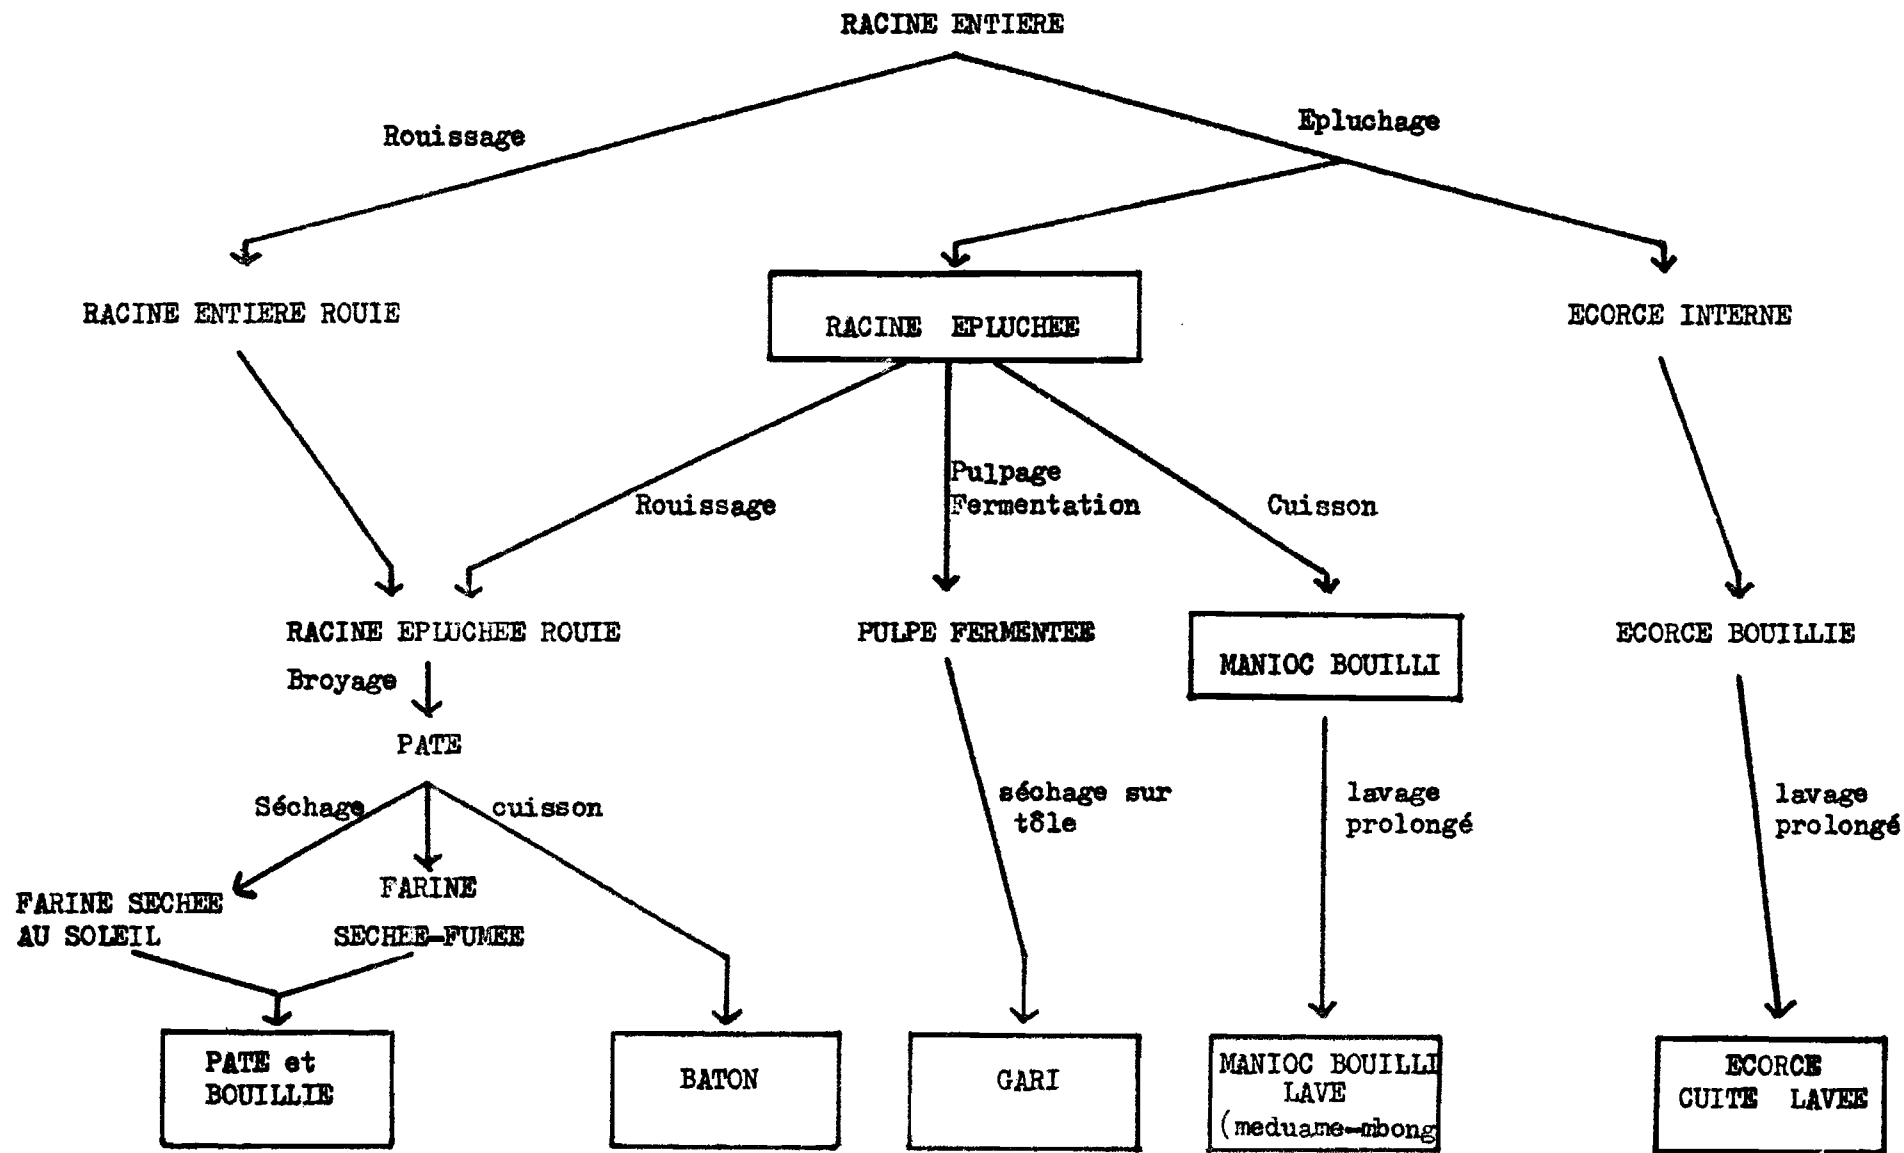 RACINE ENTIERE
Rouissage
Epluchage
RACINE ENTIERE ROUIE
RACINE EPLUCHEE
ECORCE INTERNE
Rouissage
Pulpage
Fermentation
Cuisson
RACINE EPLUCHEE ROUIE
PULPE FERMENTEE
MANIOC BOUILLI
ECORCE BOUILLIE
Broyage
PATE
Séchage
cuisson
séchage sur
tôle
lavage
prolongé
lavage
prolongé
FARINE SECHEE
AU SOLEIL
FARINE
SECHEE-FUMEE
PATE et
BOUILLIE
BATON
GARI
MANIOC BOUILLI
LAVE
(meduame-mbong
ECORCE
CUITE LAVEE